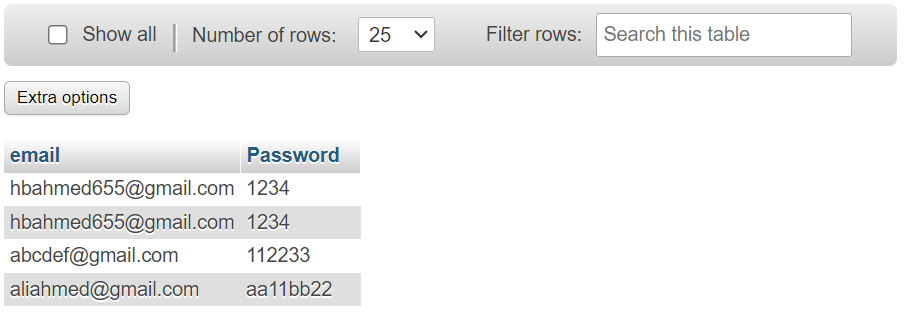 Show all | Number of rows: 25 Filter rows: Search this table
Extra options
email Password
hbahmed655@gmail.com 1234
hbahmed655@gmail.com 1234
abcdef@gmail.com 112233
aliahmed@gmail.com aa11bb22